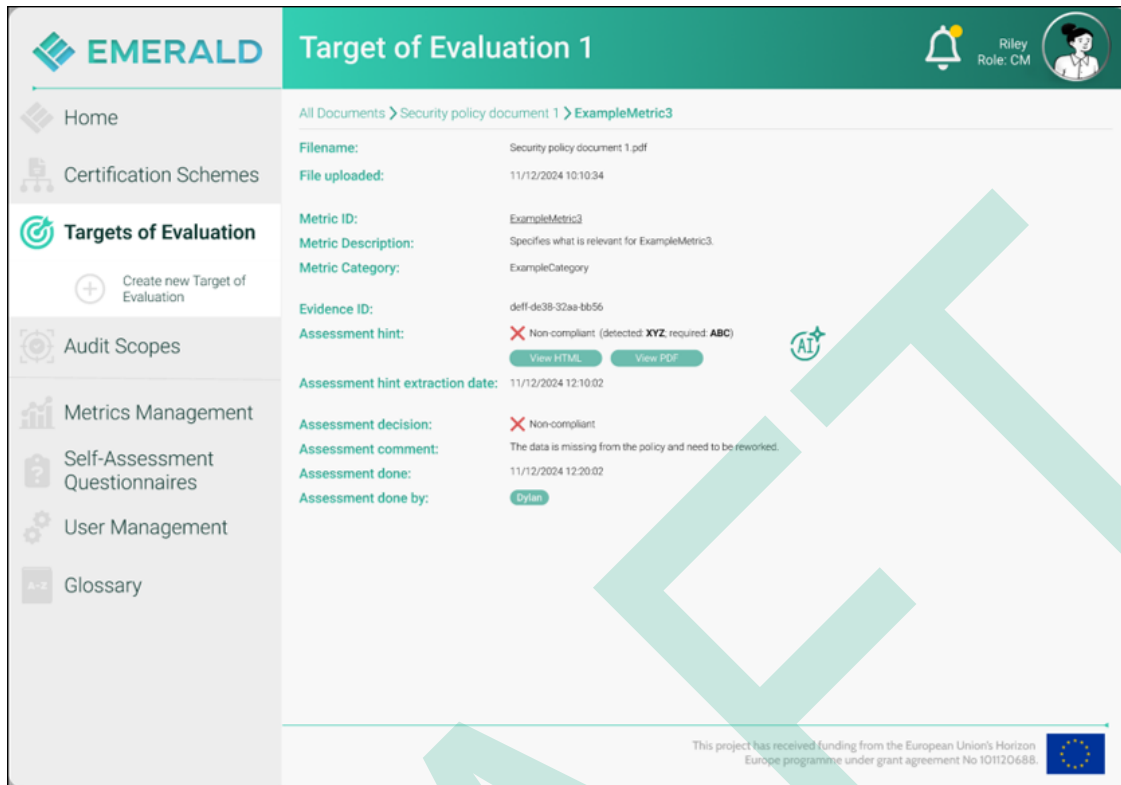 EMERALD
Target of Evaluation 1
Riley
Role: CM
Home
Certification Schemes
Targets of Evaluation
Create new Target of
Evaluation
Audit Scopes
Metrics Management
Self-Assessment
Questionnaires
User Management
A-Z
Glossary
All Documents > Security policy document 1 > ExampleMetric3
Filename: Security policy document 1.pdf
File uploaded: 11/12/2024 10:10:34
Metric ID: ExampleMetric3
Metric Description: Specifies what is relevant for ExampleMetric3.
Metric Category: ExampleCategory
Evidence ID: deff-de38-32aa-bb56
Assessment hint: Non-compliant (detected: XYZ; required: ABC)
AI
View HTML View PDF
Assessment hint extraction date: 11/12/2024 12:10:02
Assessment decision: Non-compliant
Assessment comment: The data is missing from the policy and need to be reworked.
Assessment done: 11/12/2024 12:20:02
Assessment done by: Dylan
This project has received funding from the European Union's Horizon
Europe programme under grant agreement No 101120688.